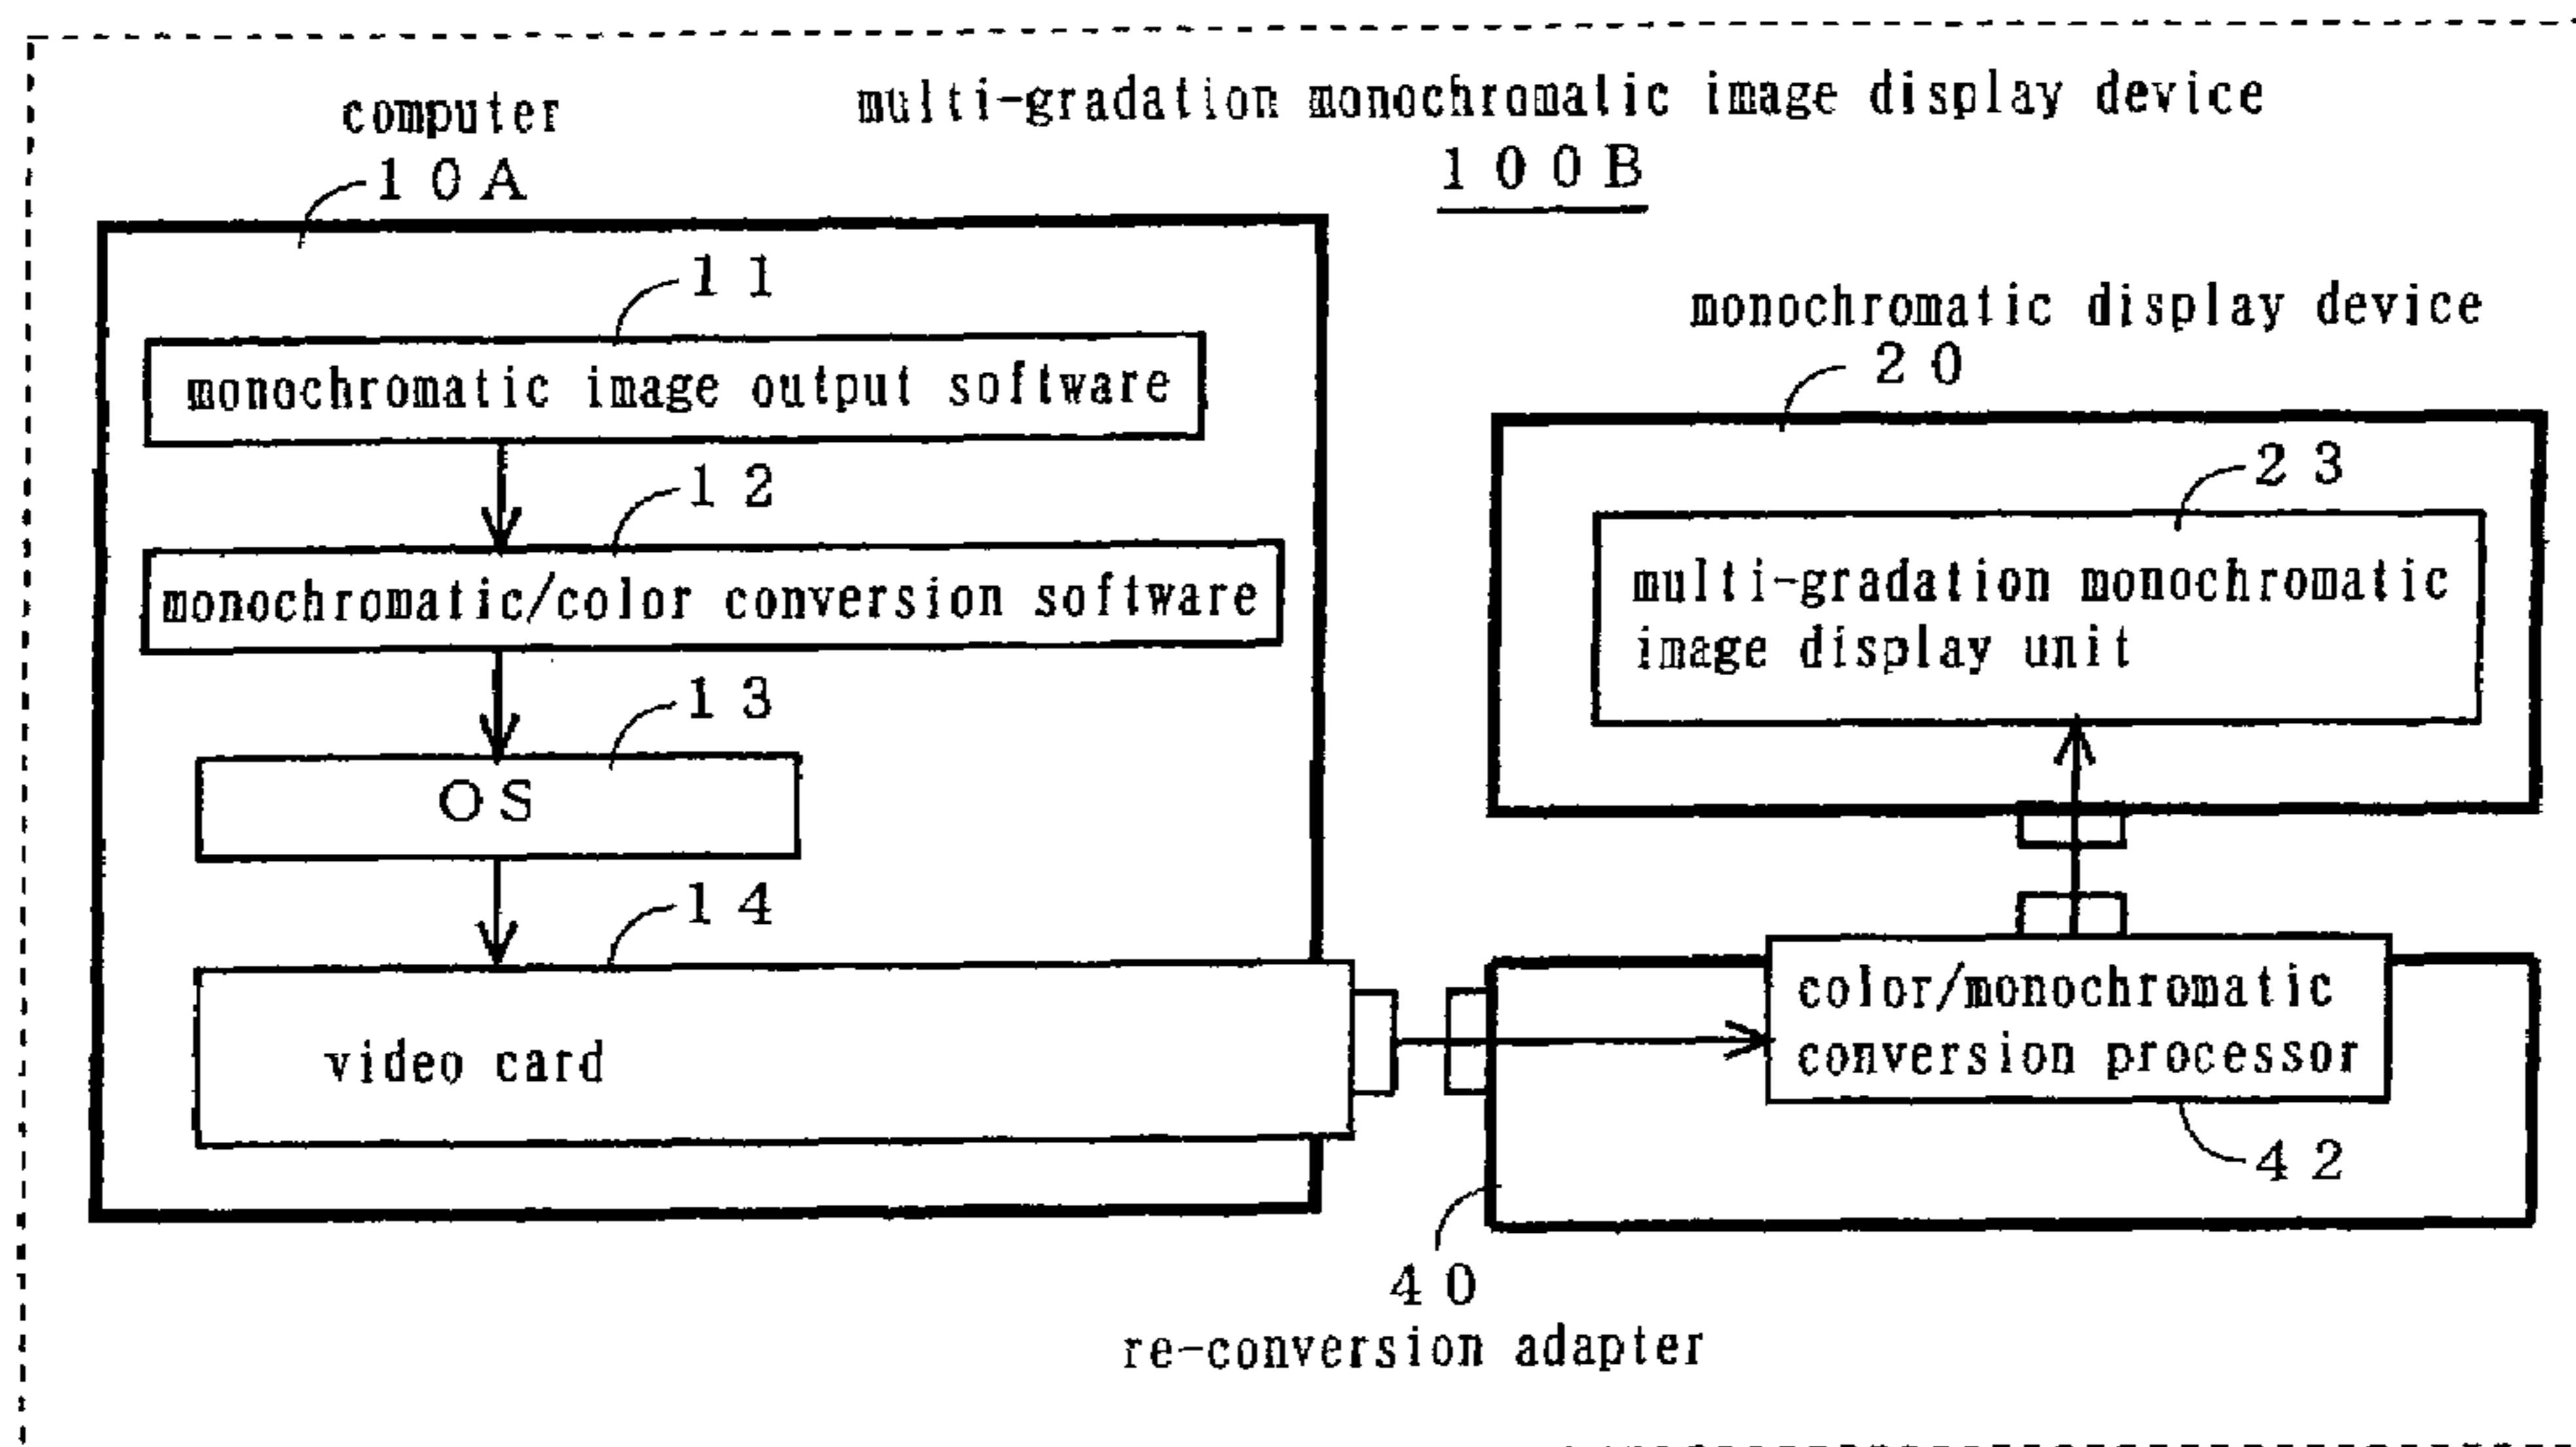 multi-gradation monochromatic image display device
100B
computer
10A
11
monochromatic image output software
12
monochromatic/color conversion software
13
OS
14
video card
monochromatic display device
20
23
multi-gradation monochromatic
image display unit
color/monochromatic
conversion processor
42
40
re-conversion adapter